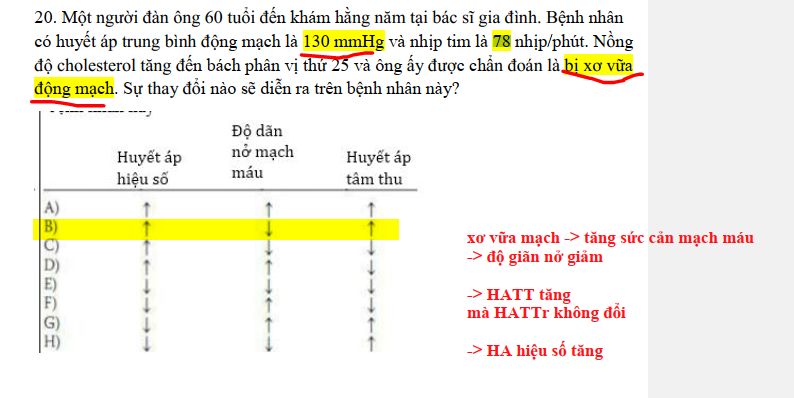 20. Một người đàn ông 60 tuổi đến khám hằng năm tại bác sĩ gia đình. Bệnh nhân
có huyết áp trung bình động mạch là 130 mmHg và nhịp tim là 78 nhịp/phút. Nồng
độ cholesterol tăng đến bách phân vị thứ 25 và ông ấy được chẩn đoán là bị xơ vữa
động mạch. Sự thay đổi nào sẽ diễn ra trên bệnh nhân này?
Huyết áp hiệu số
Độ dãn nở mạch máu
Huyết áp tâm thu
A) ↑ ↑ ↑
B) ↑ ↓ ↑
C) ↑ ↓ ↓
D) ↑ ↑ ↓
E) ↓ ↓ ↓
F) ↓ ↑ ↓
G) ↓ ↑ ↑
H) ↓ ↓ ↑
xơ vữa mạch -> tăng sức cản mạch máu
-> độ giãn nở giảm
-> HATT tăng
mà HATTr không đổi
-> HA hiệu số tăng